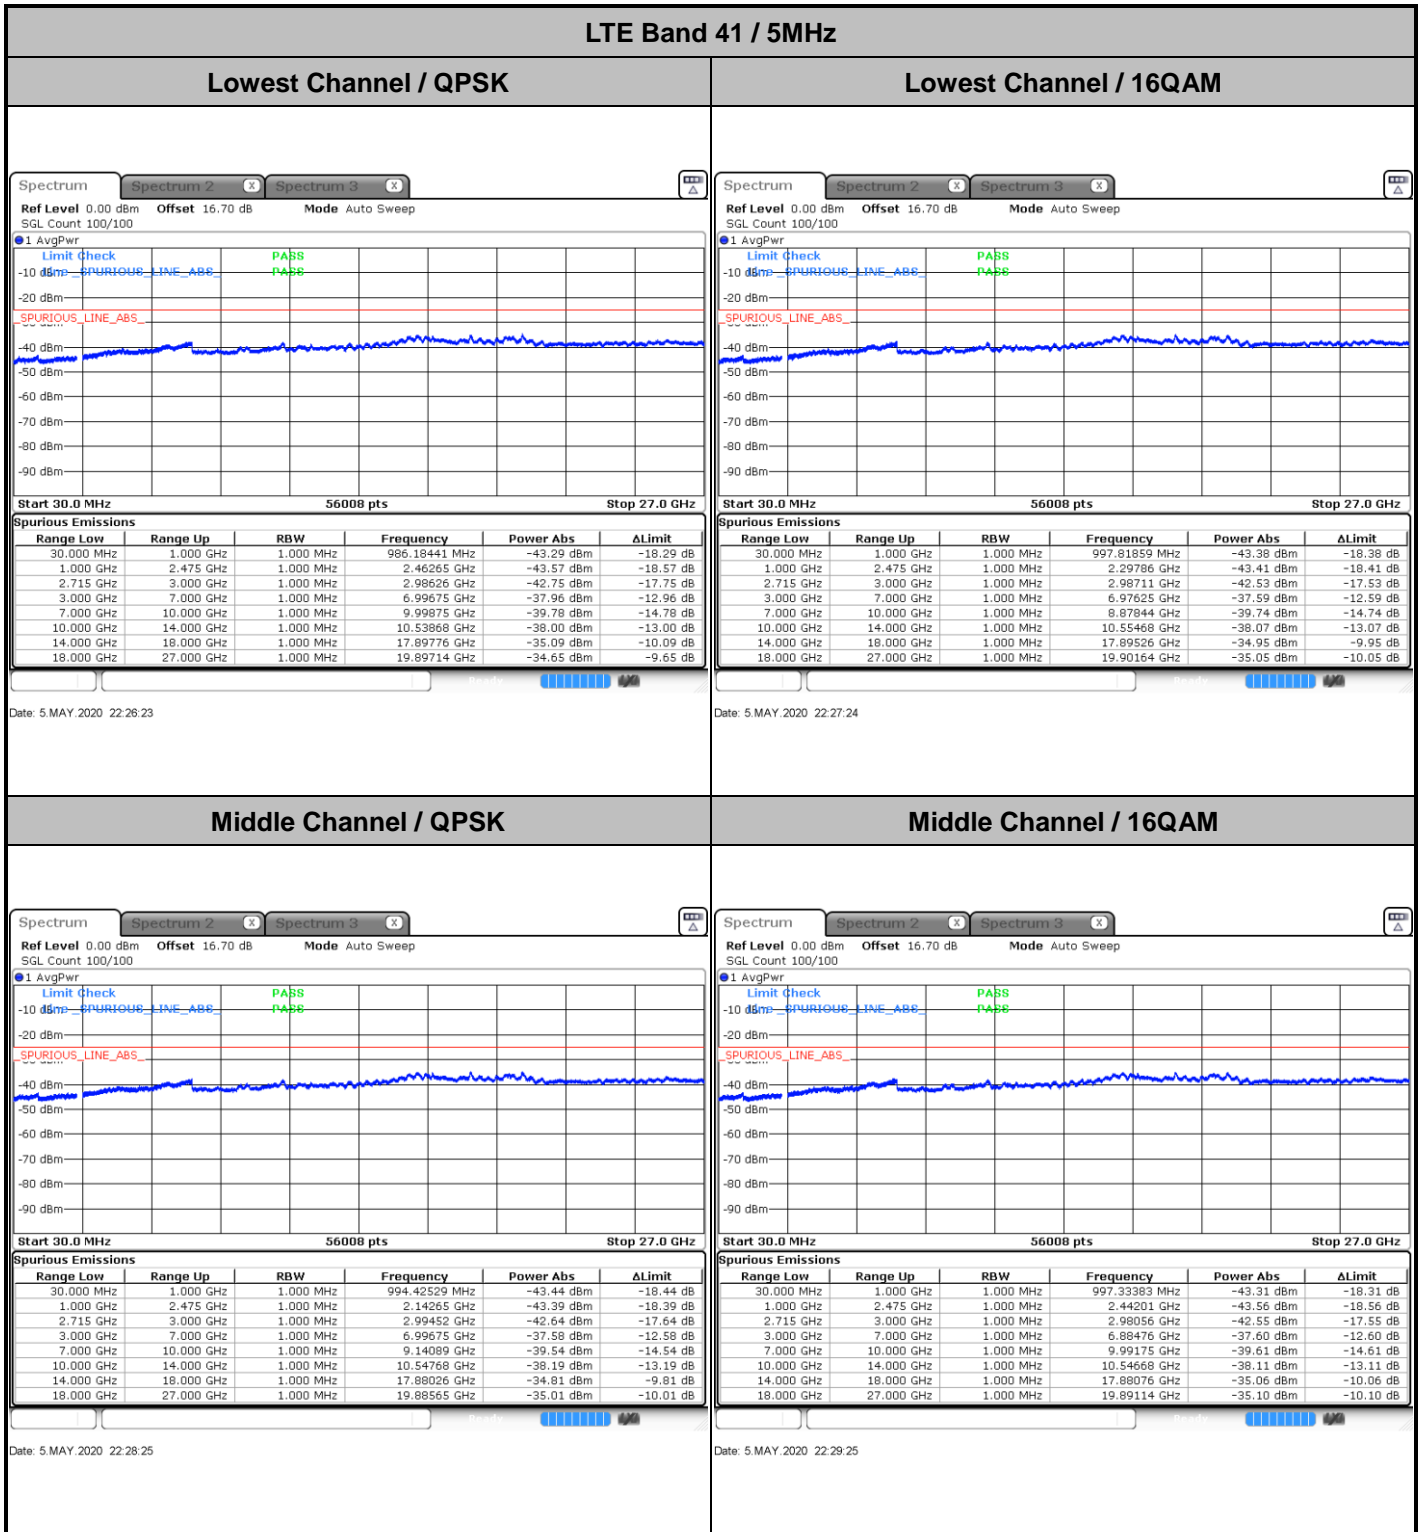 LTE Band 41 / 5MHz
Lowest Channel / QPSK
Lowest Channel / 16QAM
Spectrum
Spectrum 2 X
Spectrum 3 X
Ref Level 0.00 dBm Offset 16.70 dB Mode Auto Sweep
SGL Count 100/100
1 AvgPwr
Limit Check PASS
Line _SPURIOUS_LINE_ABS_ PASS
-10 dBm
-20 dBm
_SPURIOUS_LINE_ABS_
-40 dBm
-50 dBm
-60 dBm
-70 dBm
-80 dBm
-90 dBm
Start 30.0 MHz 56008 pts Stop 27.0 GHz
Spurious Emissions
Range Low Range Up RBW Frequency Power Abs ΔLimit
30.000 MHz 1.000 GHz 1.000 MHz 986.18441 MHz -43.29 dBm -18.29 dB
1.000 GHz 2.475 GHz 1.000 MHz 2.46265 GHz -43.57 dBm -18.57 dB
2.715 GHz 3.000 GHz 1.000 MHz 2.98626 GHz -42.75 dBm -17.75 dB
3.000 GHz 7.000 GHz 1.000 MHz 6.99675 GHz -37.96 dBm -12.96 dB
7.000 GHz 10.000 GHz 1.000 MHz 9.99875 GHz -39.78 dBm -14.78 dB
10.000 GHz 14.000 GHz 1.000 MHz 10.53868 GHz -38.00 dBm -13.00 dB
14.000 GHz 18.000 GHz 1.000 MHz 17.89776 GHz -35.09 dBm -10.09 dB
18.000 GHz 27.000 GHz 1.000 MHz 19.89714 GHz -34.65 dBm -9.65 dB
Ready
Date: 5.MAY.2020 22:26:23
Spectrum
Spectrum 2 X
Spectrum 3 X
Ref Level 0.00 dBm Offset 16.70 dB Mode Auto Sweep
SGL Count 100/100
1 AvgPwr
Limit Check PASS
Line _SPURIOUS_LINE_ABS_ PASS
-10 dBm
-20 dBm
_SPURIOUS_LINE_ABS_
-40 dBm
-50 dBm
-60 dBm
-70 dBm
-80 dBm
-90 dBm
Start 30.0 MHz 56008 pts Stop 27.0 GHz
Spurious Emissions
Range Low Range Up RBW Frequency Power Abs ΔLimit
30.000 MHz 1.000 GHz 1.000 MHz 997.81859 MHz -43.38 dBm -18.38 dB
1.000 GHz 2.475 GHz 1.000 MHz 2.29786 GHz -43.41 dBm -18.41 dB
2.715 GHz 3.000 GHz 1.000 MHz 2.98711 GHz -42.53 dBm -17.53 dB
3.000 GHz 7.000 GHz 1.000 MHz 6.97625 GHz -37.59 dBm -12.59 dB
7.000 GHz 10.000 GHz 1.000 MHz 8.87844 GHz -39.74 dBm -14.74 dB
10.000 GHz 14.000 GHz 1.000 MHz 10.55468 GHz -38.07 dBm -13.07 dB
14.000 GHz 18.000 GHz 1.000 MHz 17.89526 GHz -34.95 dBm -9.95 dB
18.000 GHz 27.000 GHz 1.000 MHz 19.90164 GHz -35.05 dBm -10.05 dB
Ready
Date: 5.MAY.2020 22:27:24
Middle Channel / QPSK
Middle Channel / 16QAM
Spectrum
Spectrum 2 X
Spectrum 3 X
Ref Level 0.00 dBm Offset 16.70 dB Mode Auto Sweep
SGL Count 100/100
1 AvgPwr
Limit Check PASS
Line _SPURIOUS_LINE_ABS_ PASS
-10 dBm
-20 dBm
_SPURIOUS_LINE_ABS_
-40 dBm
-50 dBm
-60 dBm
-70 dBm
-80 dBm
-90 dBm
Start 30.0 MHz 56008 pts Stop 27.0 GHz
Spurious Emissions
Range Low Range Up RBW Frequency Power Abs ΔLimit
30.000 MHz 1.000 GHz 1.000 MHz 994.42529 MHz -43.44 dBm -18.44 dB
1.000 GHz 2.475 GHz 1.000 MHz 2.14265 GHz -43.39 dBm -18.39 dB
2.715 GHz 3.000 GHz 1.000 MHz 2.99452 GHz -42.64 dBm -17.64 dB
3.000 GHz 7.000 GHz 1.000 MHz 6.99675 GHz -37.58 dBm -12.58 dB
7.000 GHz 10.000 GHz 1.000 MHz 9.14089 GHz -39.54 dBm -14.54 dB
10.000 GHz 14.000 GHz 1.000 MHz 10.54768 GHz -38.19 dBm -13.19 dB
14.000 GHz 18.000 GHz 1.000 MHz 17.88026 GHz -34.81 dBm -9.81 dB
18.000 GHz 27.000 GHz 1.000 MHz 19.88565 GHz -35.01 dBm -10.01 dB
Ready
Date: 5.MAY.2020 22:28:25
Spectrum
Spectrum 2 X
Spectrum 3 X
Ref Level 0.00 dBm Offset 16.70 dB Mode Auto Sweep
SGL Count 100/100
1 AvgPwr
Limit Check PASS
Line _SPURIOUS_LINE_ABS_ PASS
-10 dBm
-20 dBm
_SPURIOUS_LINE_ABS_
-40 dBm
-50 dBm
-60 dBm
-70 dBm
-80 dBm
-90 dBm
Start 30.0 MHz 56008 pts Stop 27.0 GHz
Spurious Emissions
Range Low Range Up RBW Frequency Power Abs ΔLimit
30.000 MHz 1.000 GHz 1.000 MHz 997.33383 MHz -43.31 dBm -18.31 dB
1.000 GHz 2.475 GHz 1.000 MHz 2.44201 GHz -43.56 dBm -18.56 dB
2.715 GHz 3.000 GHz 1.000 MHz 2.98056 GHz -42.55 dBm -17.55 dB
3.000 GHz 7.000 GHz 1.000 MHz 6.88476 GHz -37.60 dBm -12.60 dB
7.000 GHz 10.000 GHz 1.000 MHz 9.99175 GHz -39.61 dBm -14.61 dB
10.000 GHz 14.000 GHz 1.000 MHz 10.54668 GHz -38.11 dBm -13.11 dB
14.000 GHz 18.000 GHz 1.000 MHz 17.88076 GHz -35.06 dBm -10.06 dB
18.000 GHz 27.000 GHz 1.000 MHz 19.89114 GHz -35.10 dBm -10.10 dB
Ready
Date: 5.MAY.2020 22:29:25